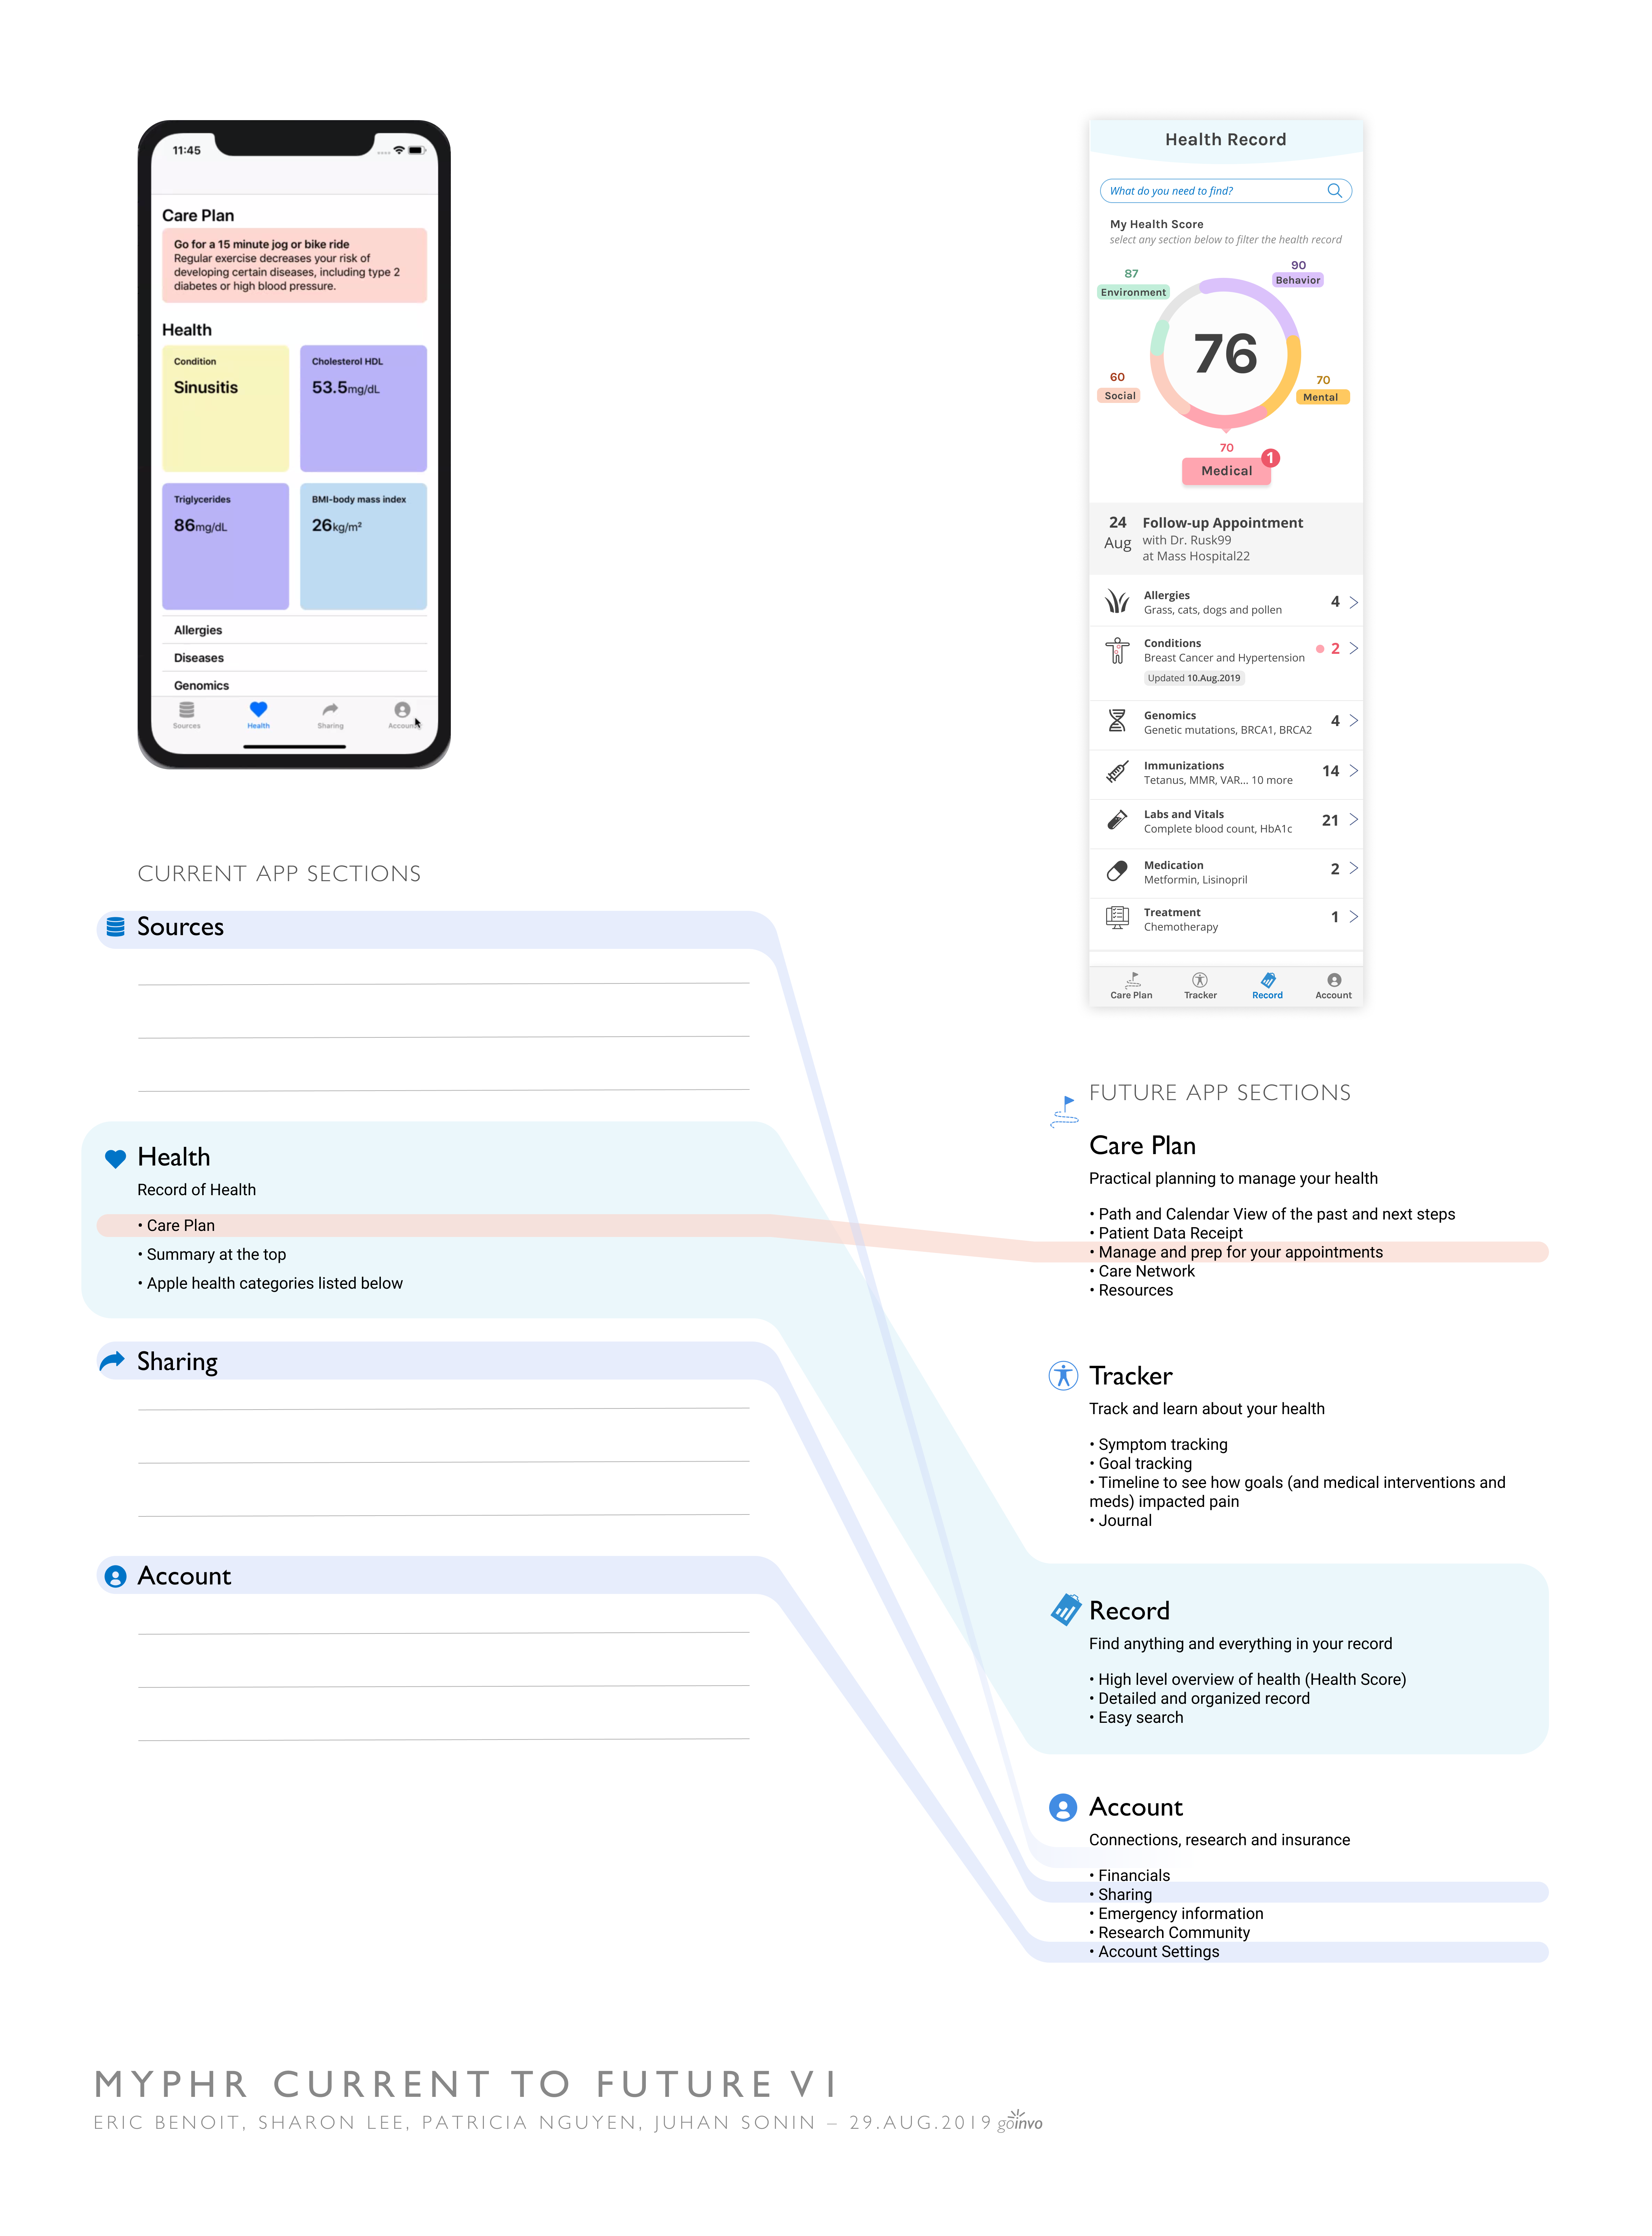 11:45
Care Plan
Go for a 15 minute jog or bike ride
Regular exercise decreases your risk of
developing certain diseases, including type 2
diabetes or high blood pressure.
Health
Condition
Sinusitis
Cholesterol HDL
53.5mg/dL
Triglycerides
86mg/dL
BMI-body mass index
26kg/m²
Allergies
Diseases
Genomics
Sources
Health
Sharing
Account
Health Record
What do you need to find?
My Health Score
select any section below to filter the health record
87
Environment
90
Behavior
76
60
Social
70
Mental
70
Medical
1
24
Aug
Follow-up Appointment
with Dr. Rusk99
at Mass Hospital22
Allergies
Grass, cats, dogs and pollen
4
Conditions
Breast Cancer and Hypertension
2
Updated 10.Aug.2019
Genomics
Genetic mutations, BRCA1, BRCA2
4
Immunizations
Tetanus, MMR, VAR... 10 more
14
Labs and Vitals
Complete blood count, HbA1c
21
Medication
Metformin, Lisinopril
2
Treatment
Chemotherapy
1
Care Plan
Tracker
Record
Account
CURRENT APP SECTIONS
Sources
Health
Record of Health
• Care Plan
• Summary at the top
• Apple health categories listed below
Sharing
Account
FUTURE APP SECTIONS
Care Plan
Practical planning to manage your health
• Path and Calendar View of the past and next steps
• Patient Data Receipt
• Manage and prep for your appointments
• Care Network
• Resources
Tracker
Track and learn about your health
• Symptom tracking
• Goal tracking
• Timeline to see how goals (and medical interventions and
meds) impacted pain
• Journal
Record
Find anything and everything in your record
• High level overview of health (Health Score)
• Detailed and organized record
• Easy search
Account
Connections, research and insurance
• Financials
• Sharing
• Emergency information
• Research Community
• Account Settings
MYPHR CURRENT TO FUTURE V1
ERIC BENOIT, SHARON LEE, PATRICIA NGUYEN, JUHAN SONIN – 29.AUG.2019 goinvo